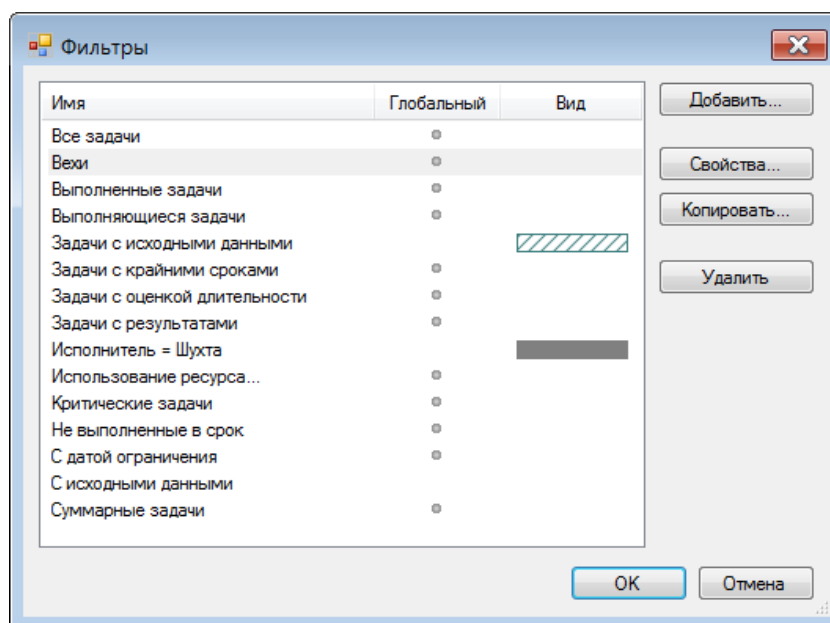 Фильтры
Имя Глобальный Вид
Все задачи
Вехи
Выполненные задачи
Выполняющиеся задачи
Задачи с исходными данными
Задачи с крайними сроками
Задачи с оценкой длительности
Задачи с результатами
Исполнитель = Шухта
Использование ресурса...
Критические задачи
Не выполненные в срок
С датой ограничения
С исходными данными
Суммарные задачи
Добавить...
Свойства...
Копировать...
Удалить
OK Отмена